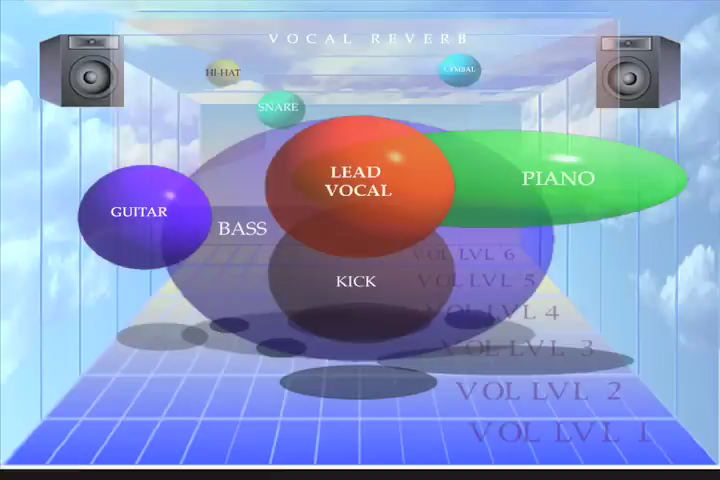 VOCAL REVERB
HI-HAT
CYMBAL
SNARE
LEAD
VOCAL
PIANO
GUITAR
BASS
KICK
VOL LVL 6
VOL LVL 5
VOL LVL 4
VOL LVL 3
VOL LVL 2
VOL LVL 1